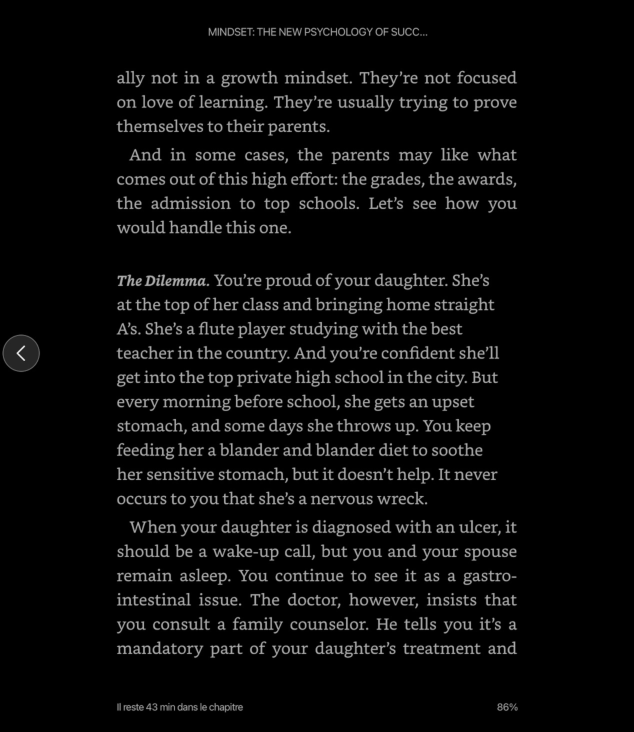 MINDSET: THE NEW PSYCHOLOGY OF SUCC...
ally not in a growth mindset. They’re not focused
on love of learning. They’re usually trying to prove
themselves to their parents.
And in some cases, the parents may like what
comes out of this high effort: the grades, the awards,
the admission to top schools. Let’s see how you
would handle this one.
The Dilemma. You’re proud of your daughter. She’s
at the top of her class and bringing home straight
A’s. She’s a flute player studying with the best
teacher in the country. And you’re confident she’ll
get into the top private high school in the city. But
every morning before school, she gets an upset
stomach, and some days she throws up. You keep
feeding her a blander and blander diet to soothe
her sensitive stomach, but it doesn’t help. It never
occurs to you that she’s a nervous wreck.
When your daughter is diagnosed with an ulcer, it
should be a wake-up call, but you and your spouse
remain asleep. You continue to see it as a gastro-
intestinal issue. The doctor, however, insists that
you consult a family counselor. He tells you it’s a
mandatory part of your daughter’s treatment and
Il reste 43 min dans le chapitre
86%